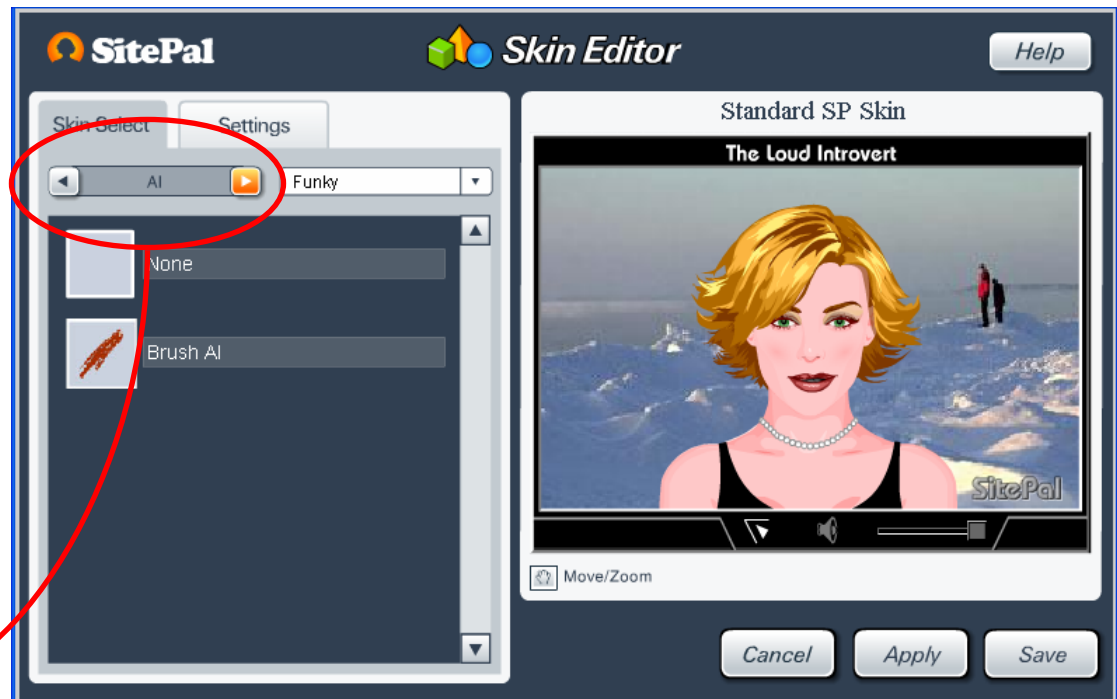 SitePal
Skin Editor
Help
Skin Select
Settings
AI
Funky
None
Brush AI
Standard SP Skin
The Loud Introvert
SitePal
Move/Zoom
Cancel
Apply
Save